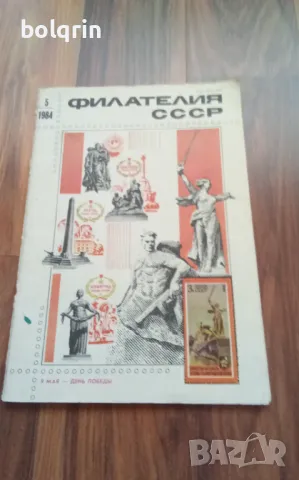 bolqrin
5
1984
ФИЛАТЕЛИЯ
СССР
9 МАЯ — ДЕНЬ ПОБЕДЫ
bazar